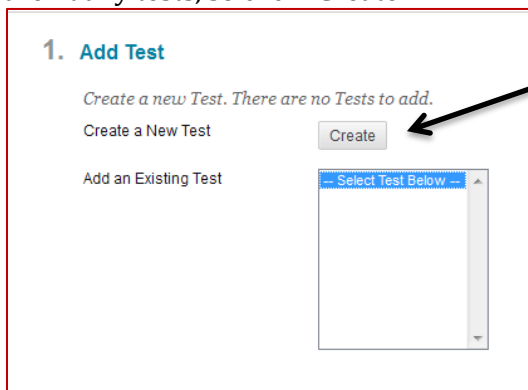 1. Add Test
Create a new Test. There are no Tests to add.
Create a New Test
Create
Add an Existing Test
-- Select Test Below --